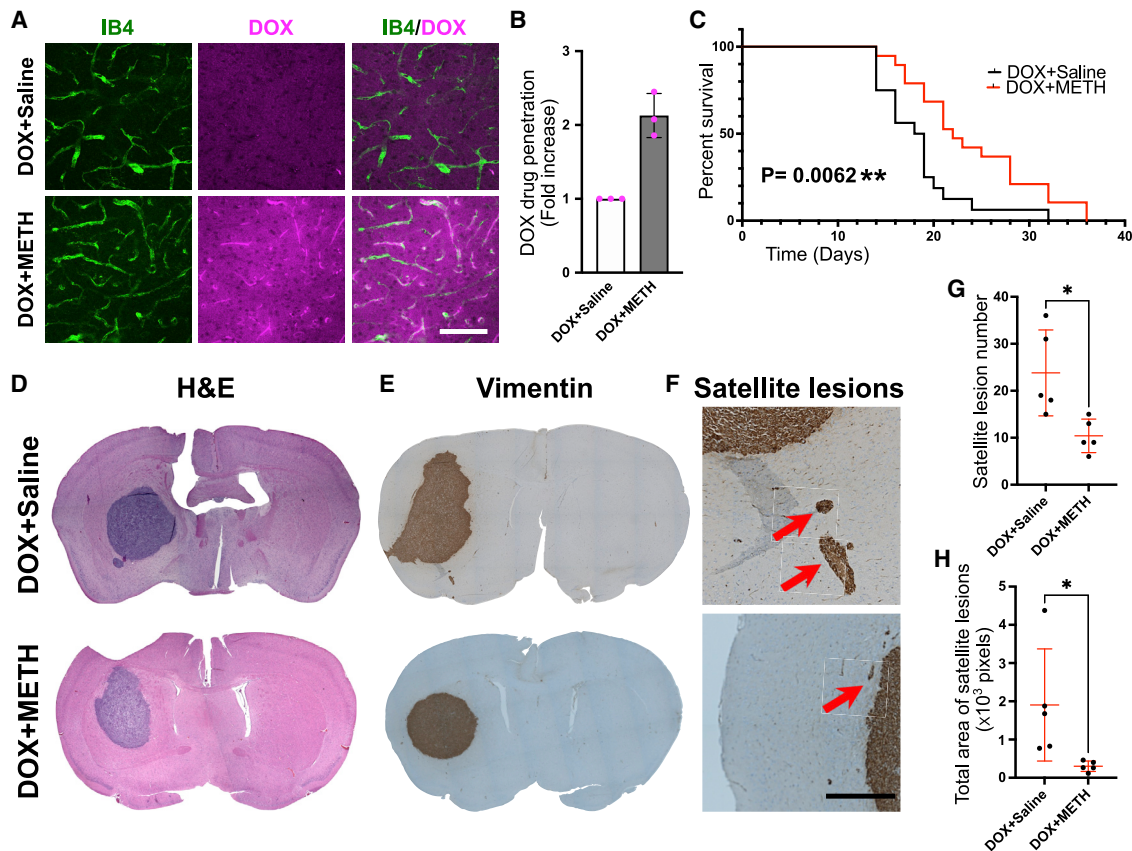 A
IB4
DOX
IB4/DOX
DOX+Saline
DOX+METH
B
DOX drug penetration
(Fold increase)
3
2
1
0
DOX+Saline
DOX+METH
C
Percent survival
100
50
0
0
10
20
30
40
Time (Days)
P= 0.0062 **
DOX+Saline
DOX+METH
D
H&E
DOX+Saline
DOX+METH
E
Vimentin
F
Satellite lesions
G
Satellite lesion number
40
30
20
10
0
*
DOX+Saline
DOX+METH
H
Total area of satellite lesions
(x10³ pixels)
5
4
3
2
1
0
*
DOX+Saline
DOX+METH